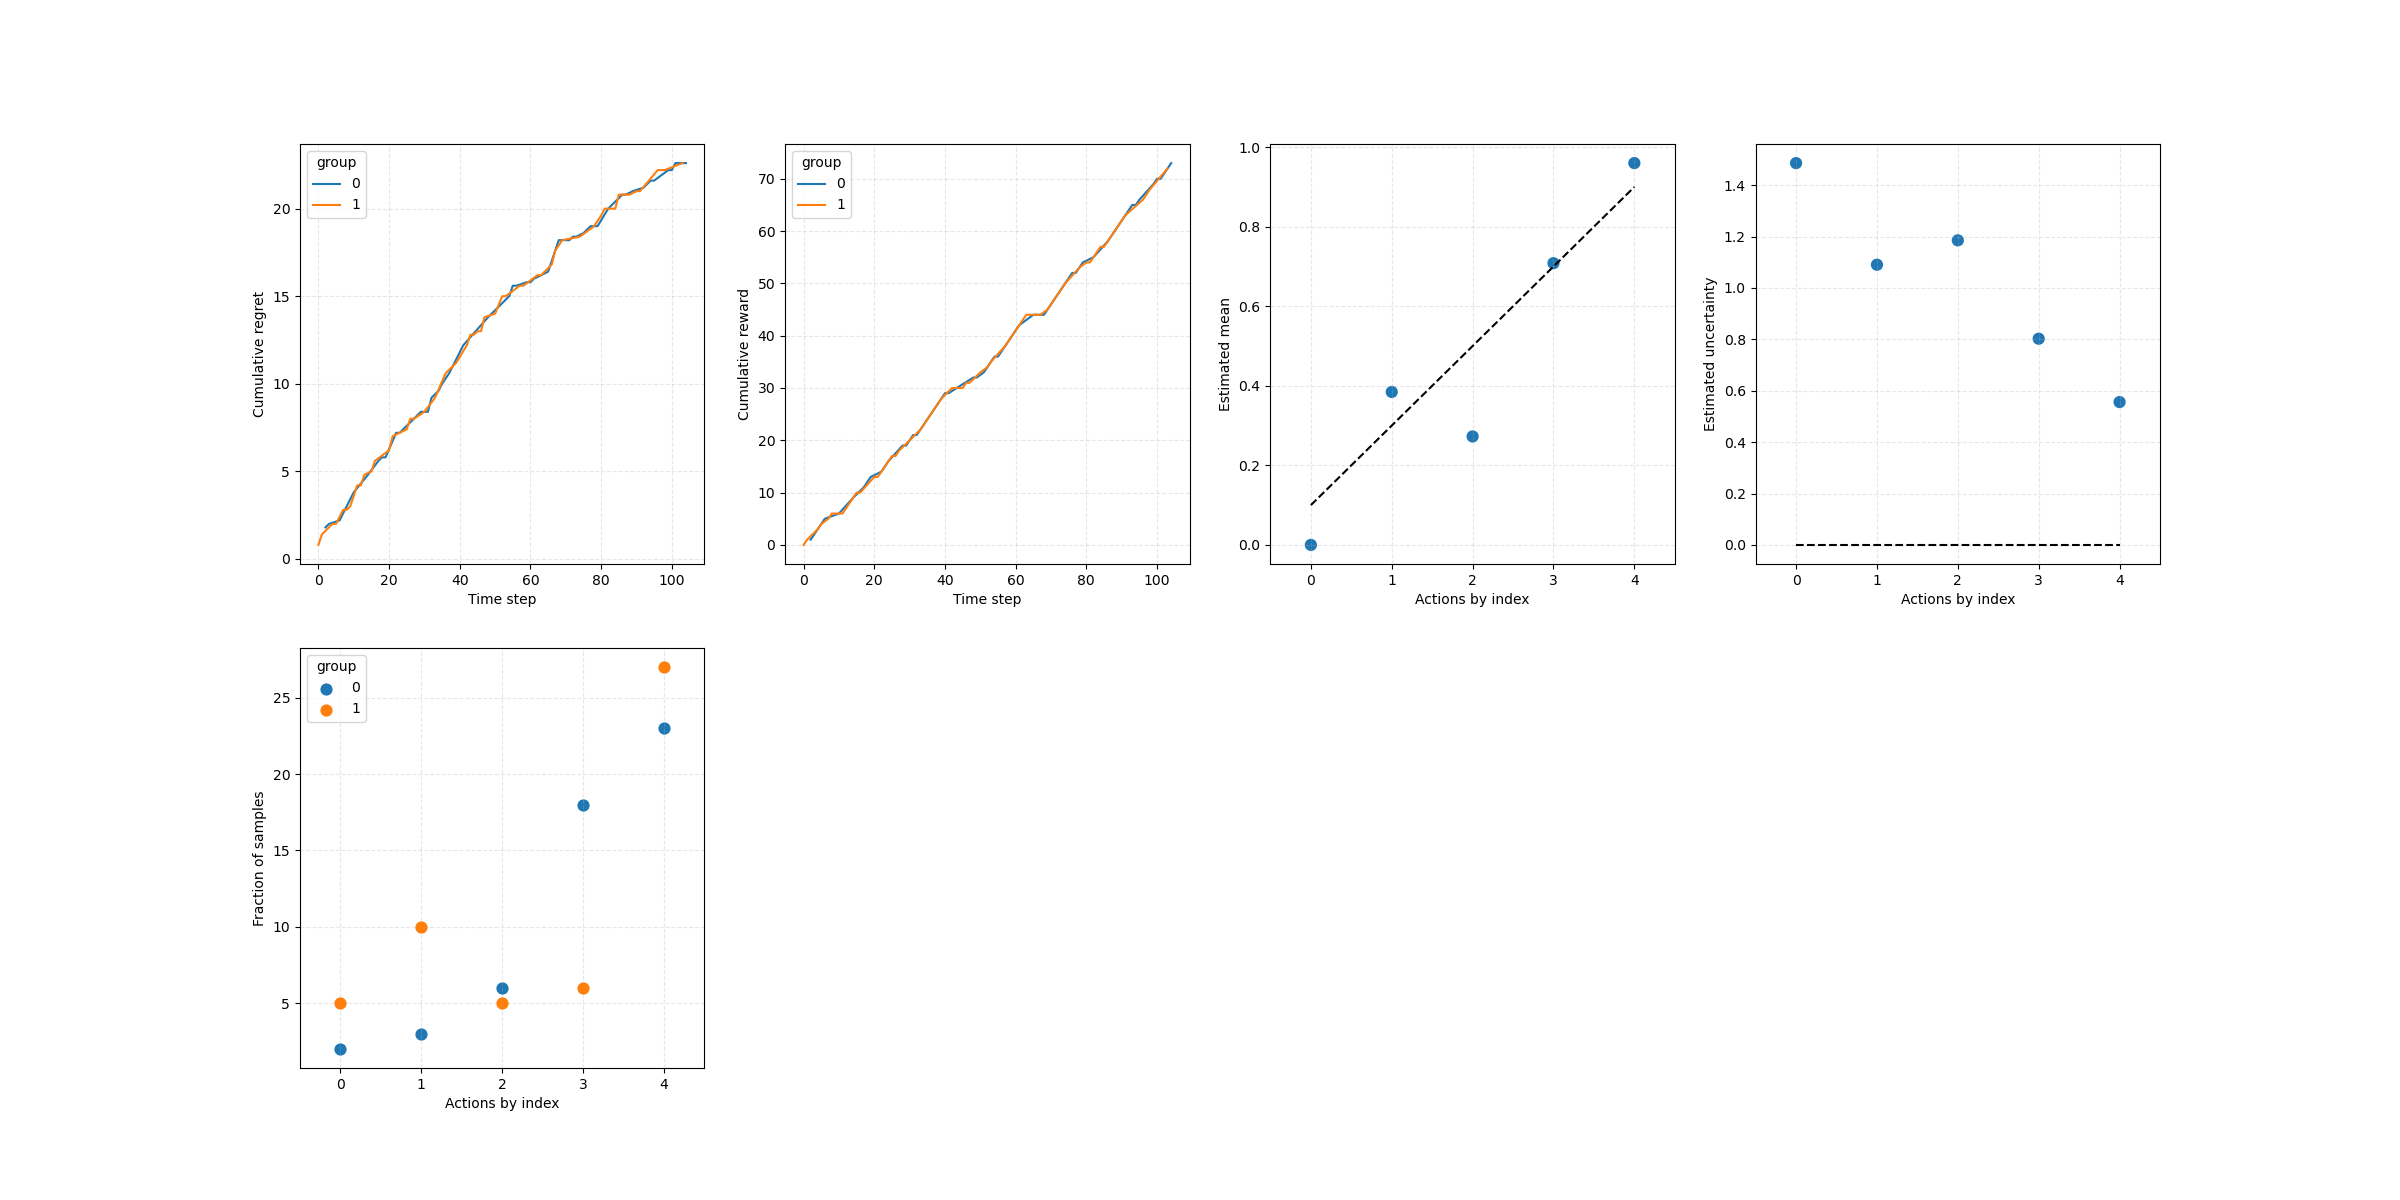 group
0
1
Cumulative regret
20
15
10
5
0
0 20 40 60 80 100
Time step
group
0
1
Cumulative reward
70
60
50
40
30
20
10
0
0 20 40 60 80 100
Time step
Estimated mean
1.0
0.8
0.6
0.4
0.2
0.0
0 1 2 3 4
Actions by index
Estimated uncertainty
1.4
1.2
1.0
0.8
0.6
0.4
0.2
0.0
0 1 2 3 4
Actions by index
group
0
1
Fraction of samples
25
20
15
10
5
0 1 2 3 4
Actions by index